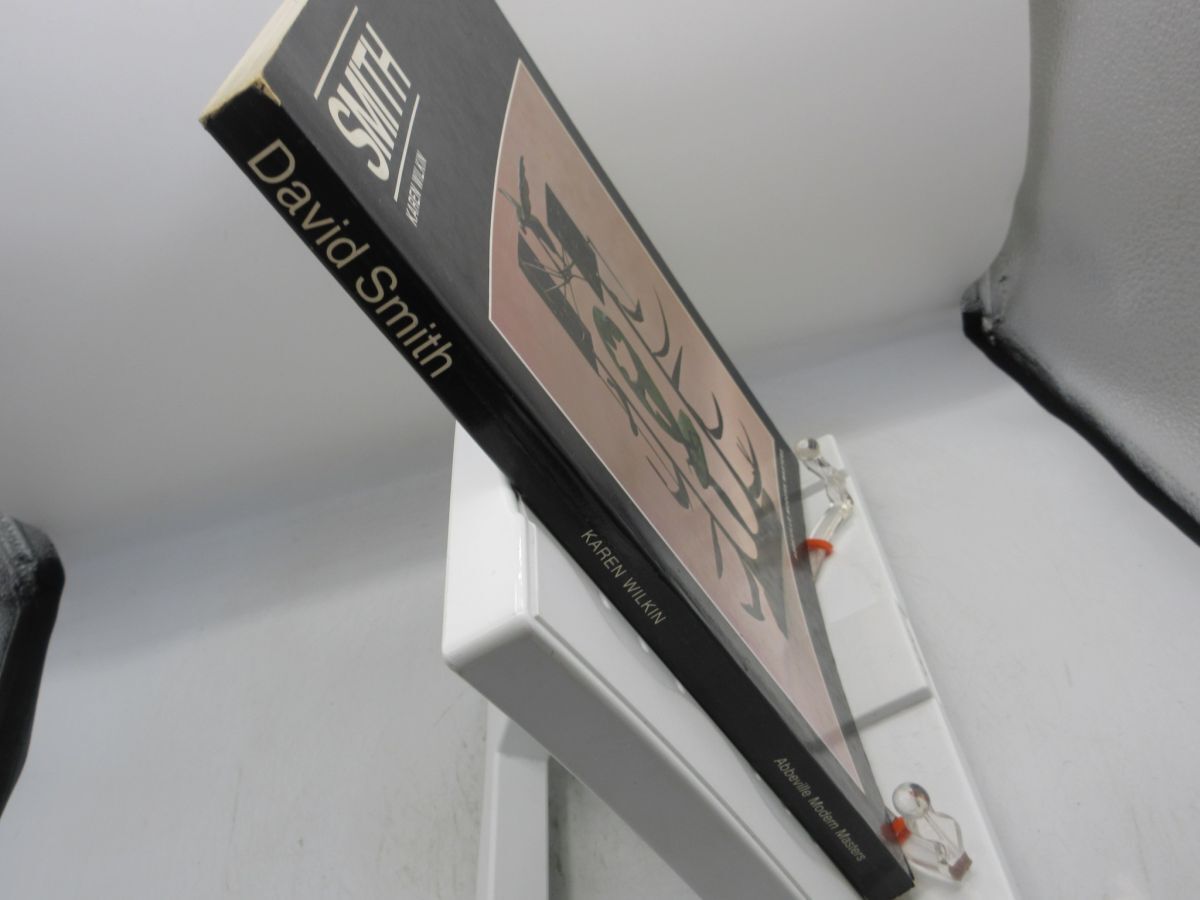 SMITH
KAREN WILKIN
David Smith
KAREN WILKIN
Abbeville Modern Masters